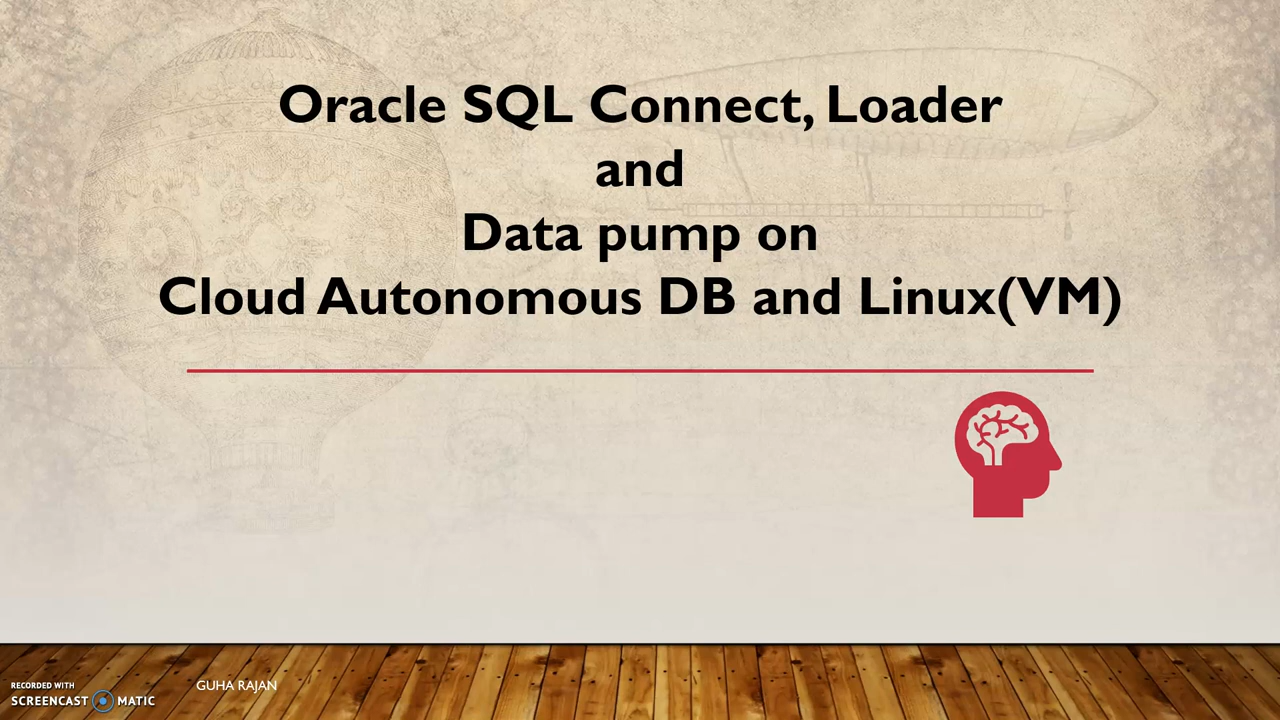 Oracle SQL Connect, Loader
and
Data pump on
Cloud Autonomous DB and Linux(VM)
GUHA RAJAN
RECORDED WITH
SCREENCAST MATIC